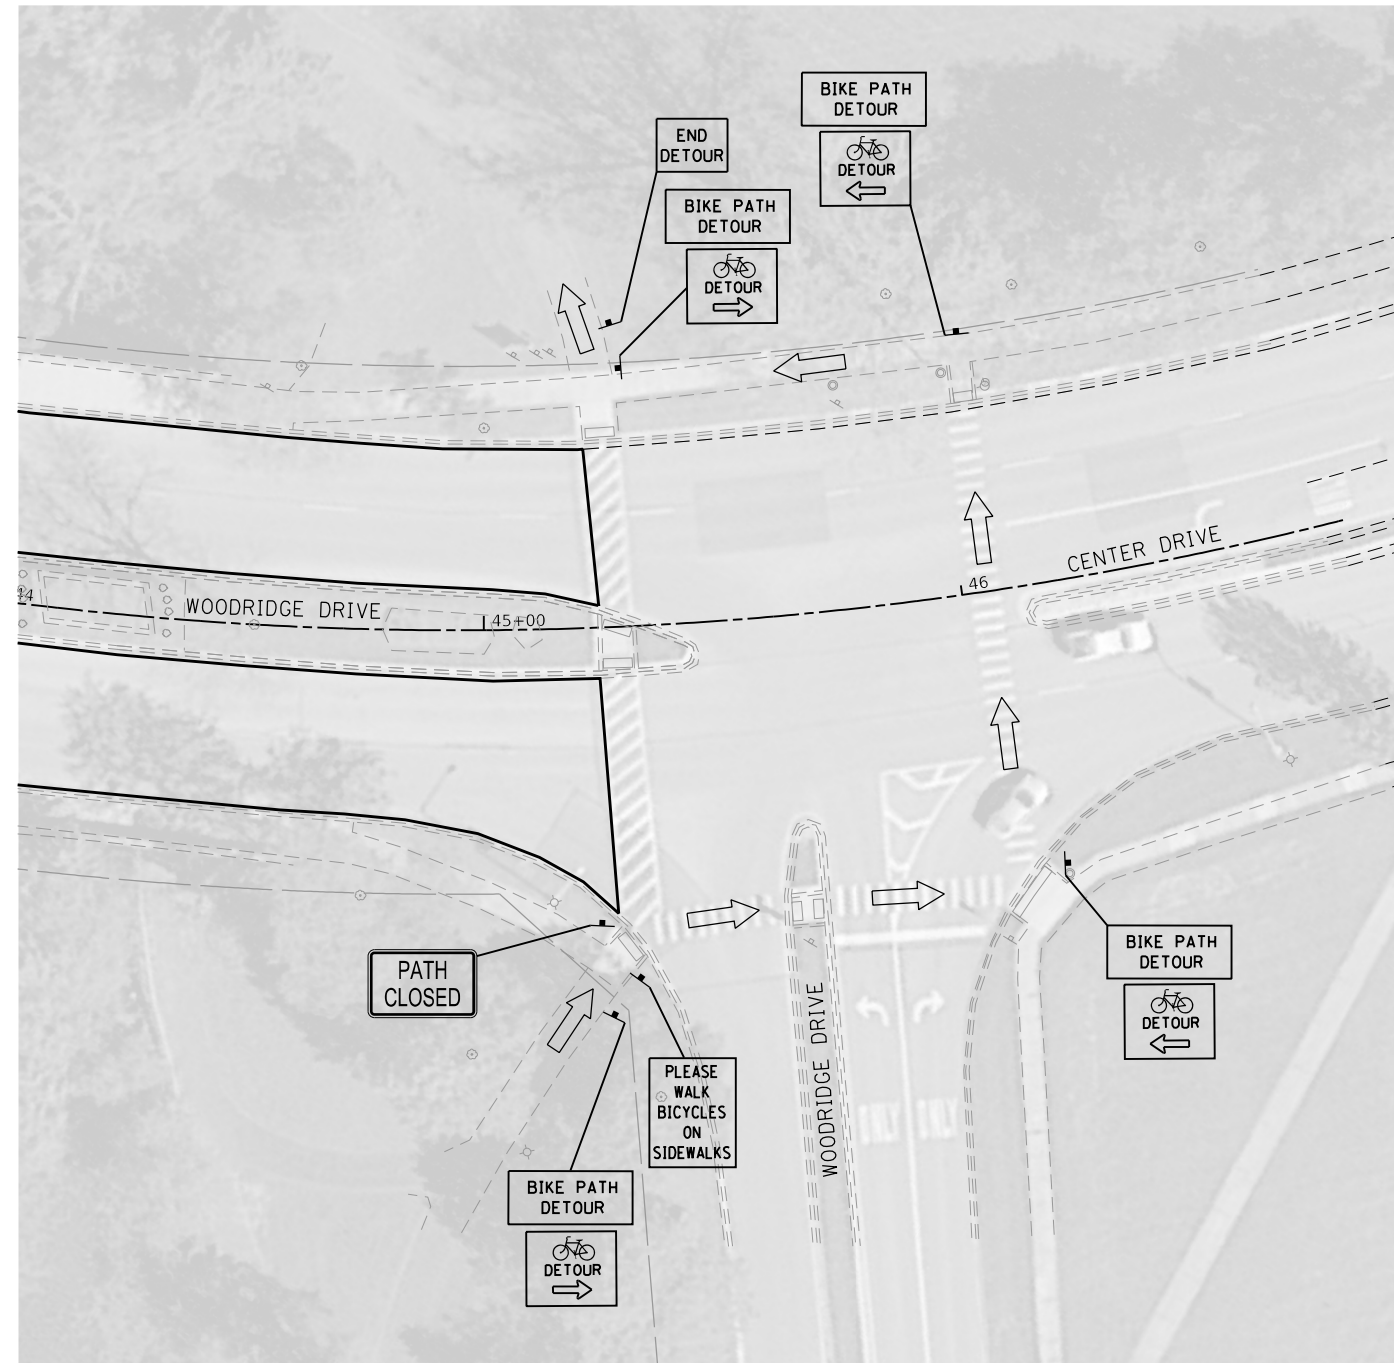 BIKE PATH
DETOUR
DETOUR
END
DETOUR
BIKE PATH
DETOUR
DETOUR
CENTER DRIVE
46
44
WOODRIDGE DRIVE
45+00
PATH
CLOSED
BIKE PATH
DETOUR
DETOUR
WOODRIDGE DRIVE
PLEASE
WALK
BICYCLES
ON
SIDEWALKS
BIKE PATH
DETOUR
DETOUR